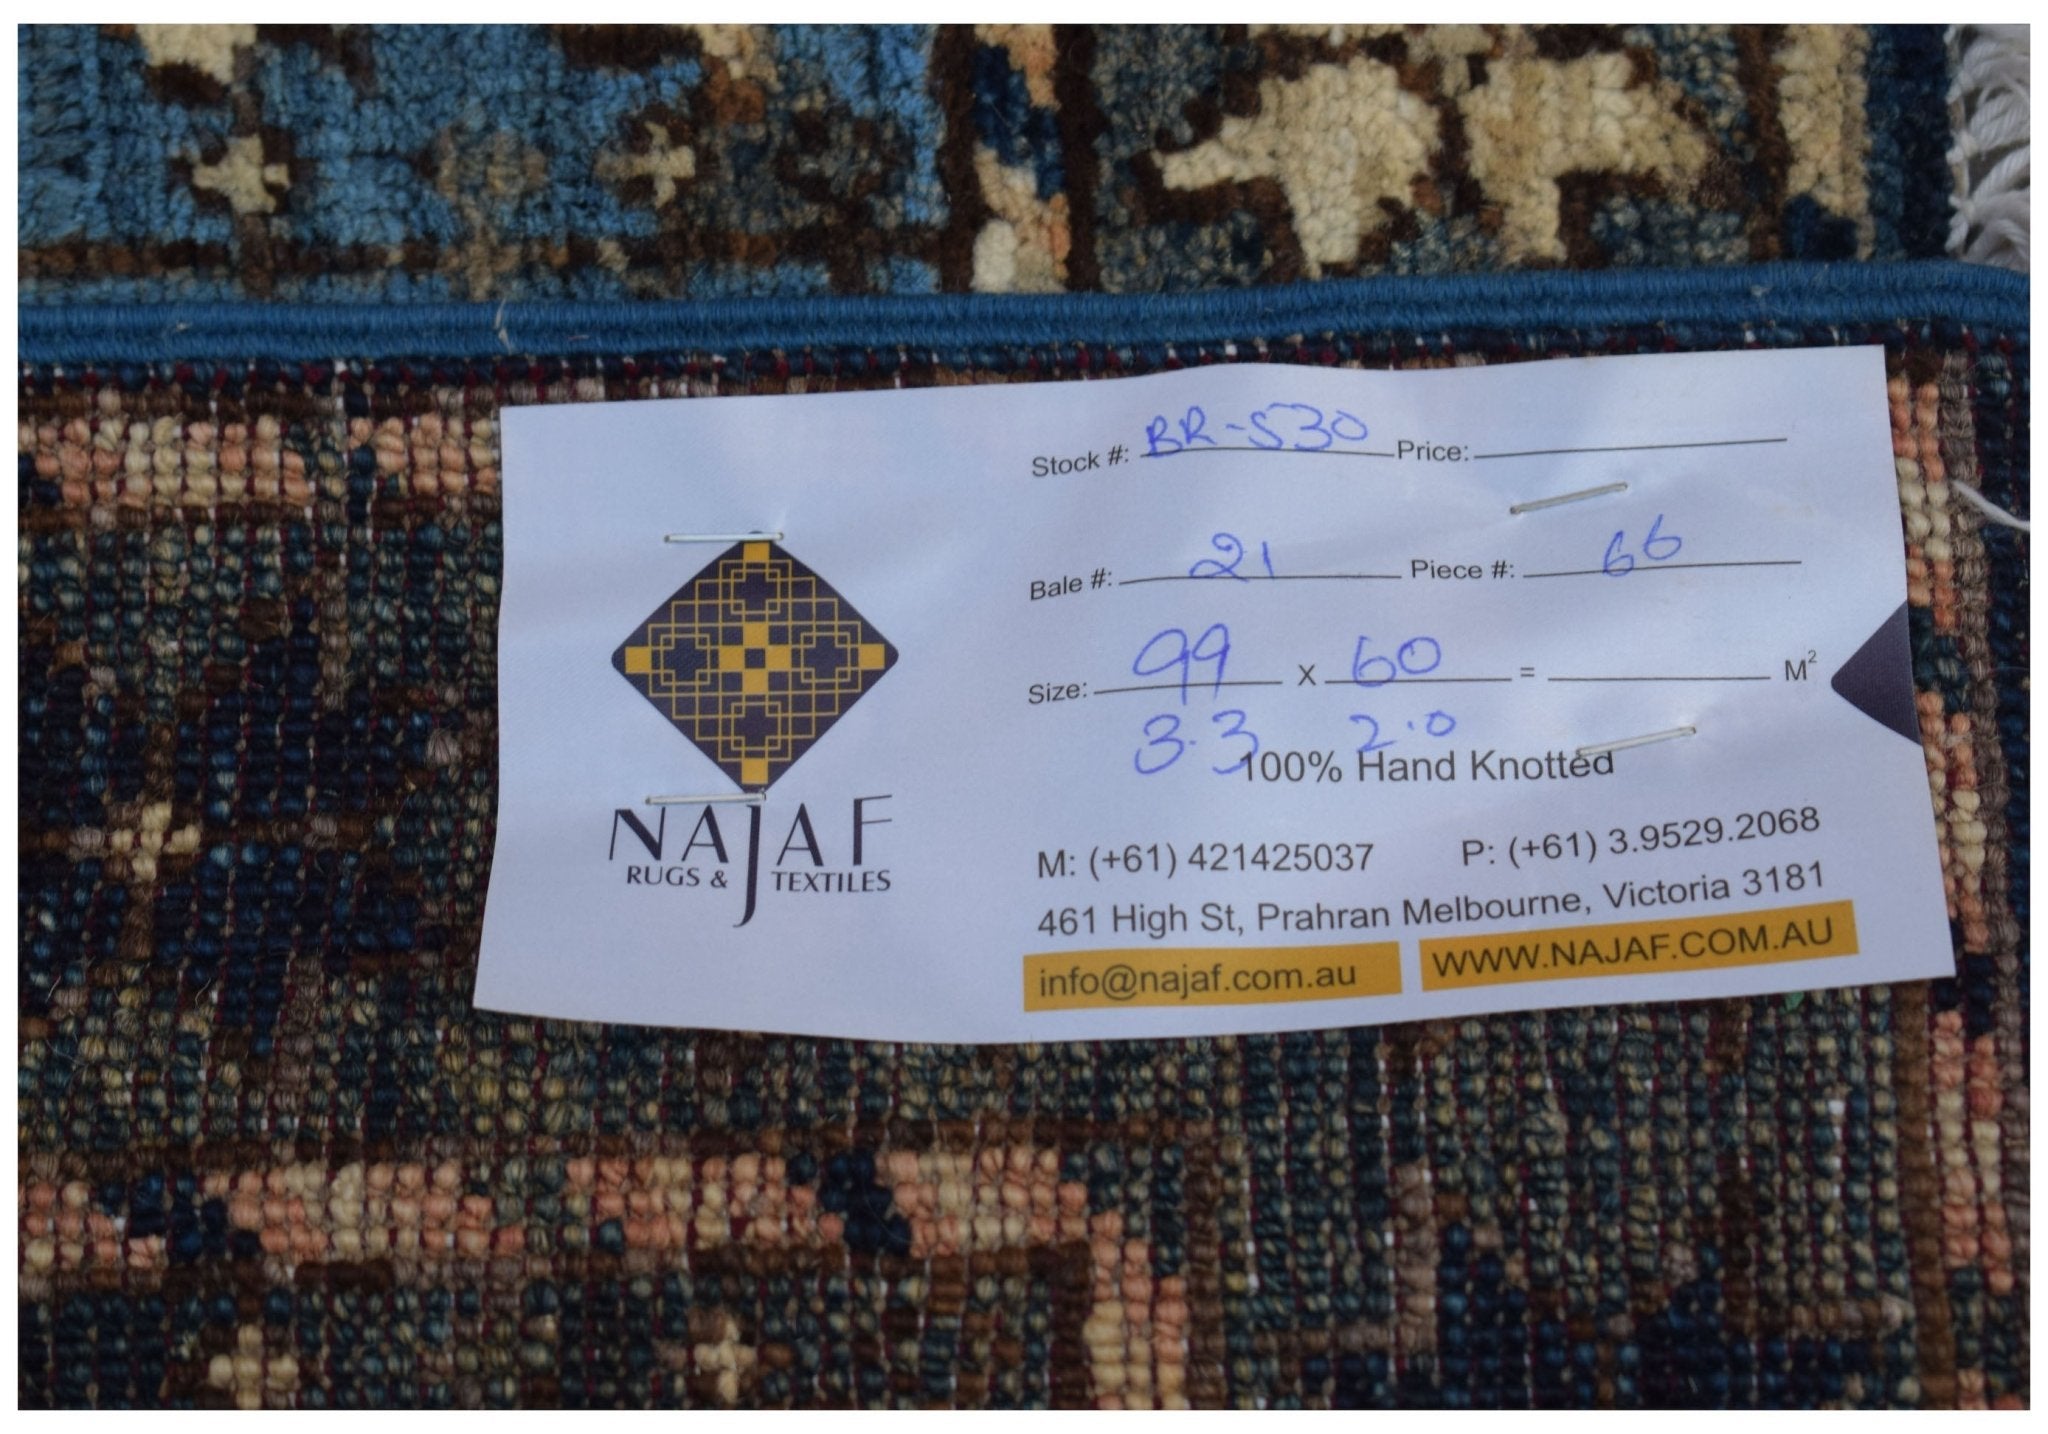 NAJAF
RUGS & TEXTILES
Stock #: BR-530 Price:
Bale #: 21 Piece #: 66
Size: 99 X 60 = M²
3.3 2.0
100% Hand Knotted
M: (+61) 421425037 P: (+61) 3.9529.2068
461 High St, Prahran Melbourne, Victoria 3181
info@najaf.com.au WWW.NAJAF.COM.AU